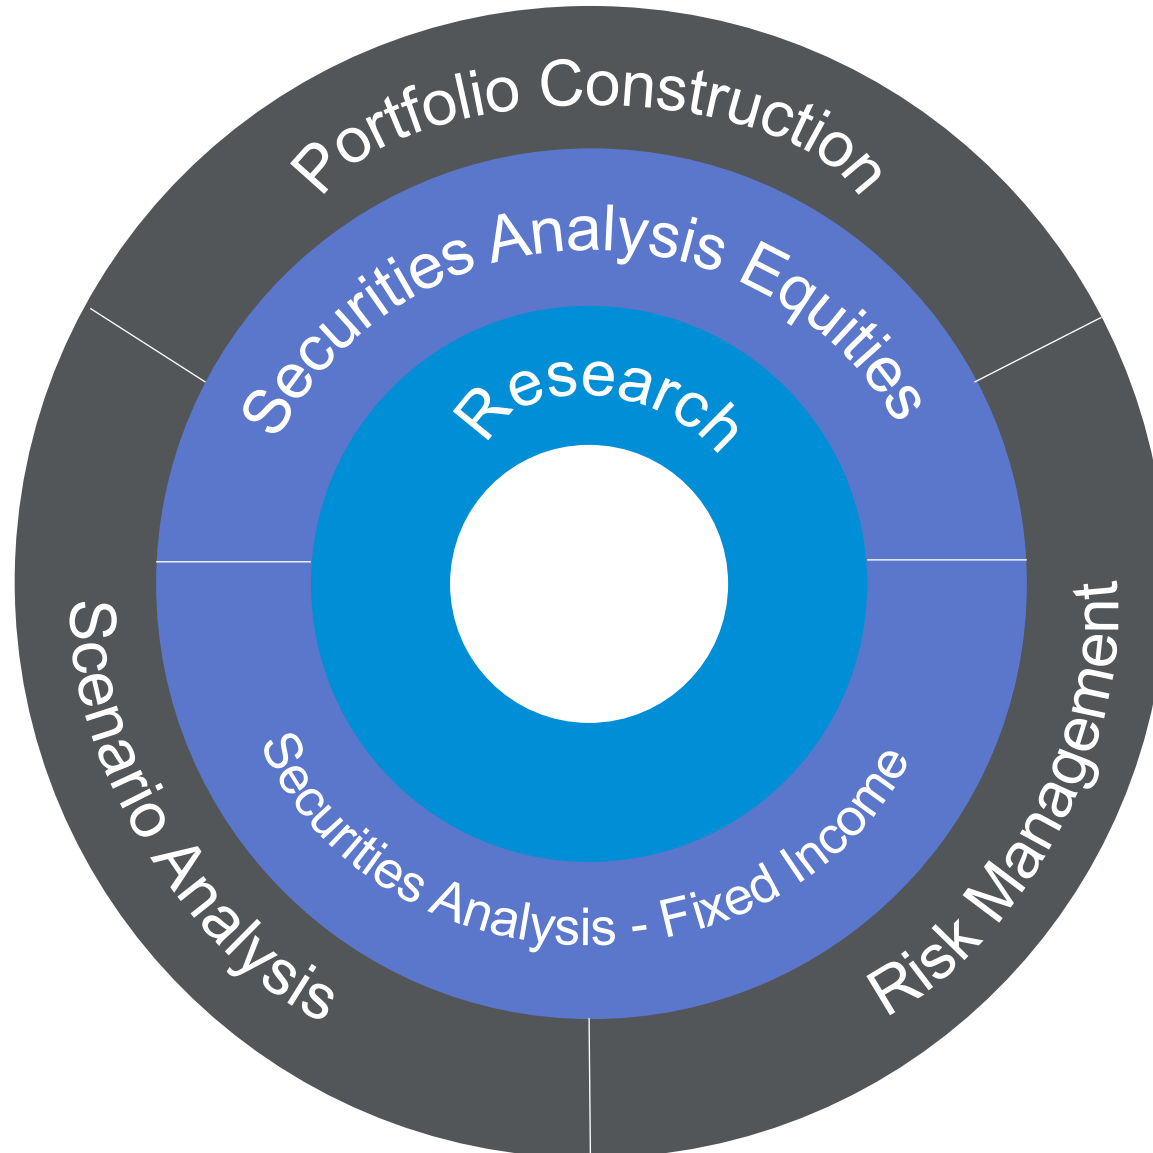 Portfolio Construction
Securities Analysis Equities
Research
Scenario Analysis
Securities Analysis - Fixed Income
Risk Management